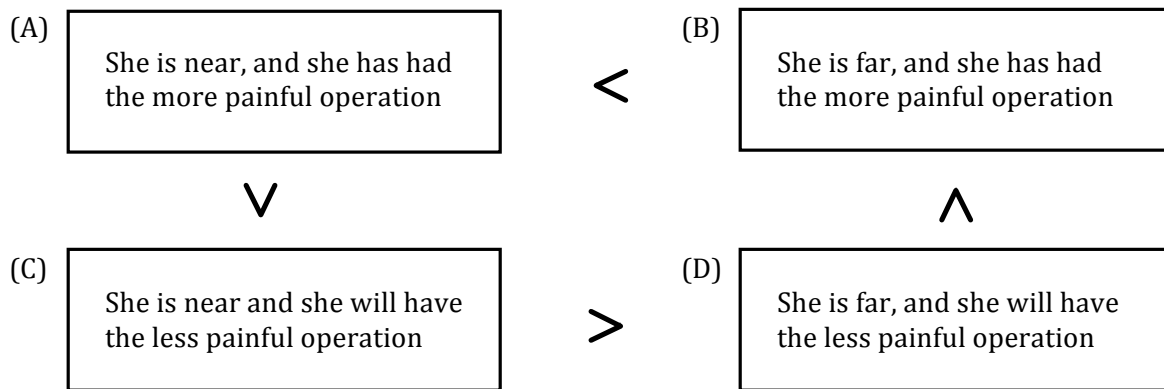 (A)
She is near, and she has had
the more painful operation
<
(B)
She is far, and she has had
the more painful operation
∨
∧
(C)
She is near and she will have
the less painful operation
>
(D)
She is far, and she will have
the less painful operation